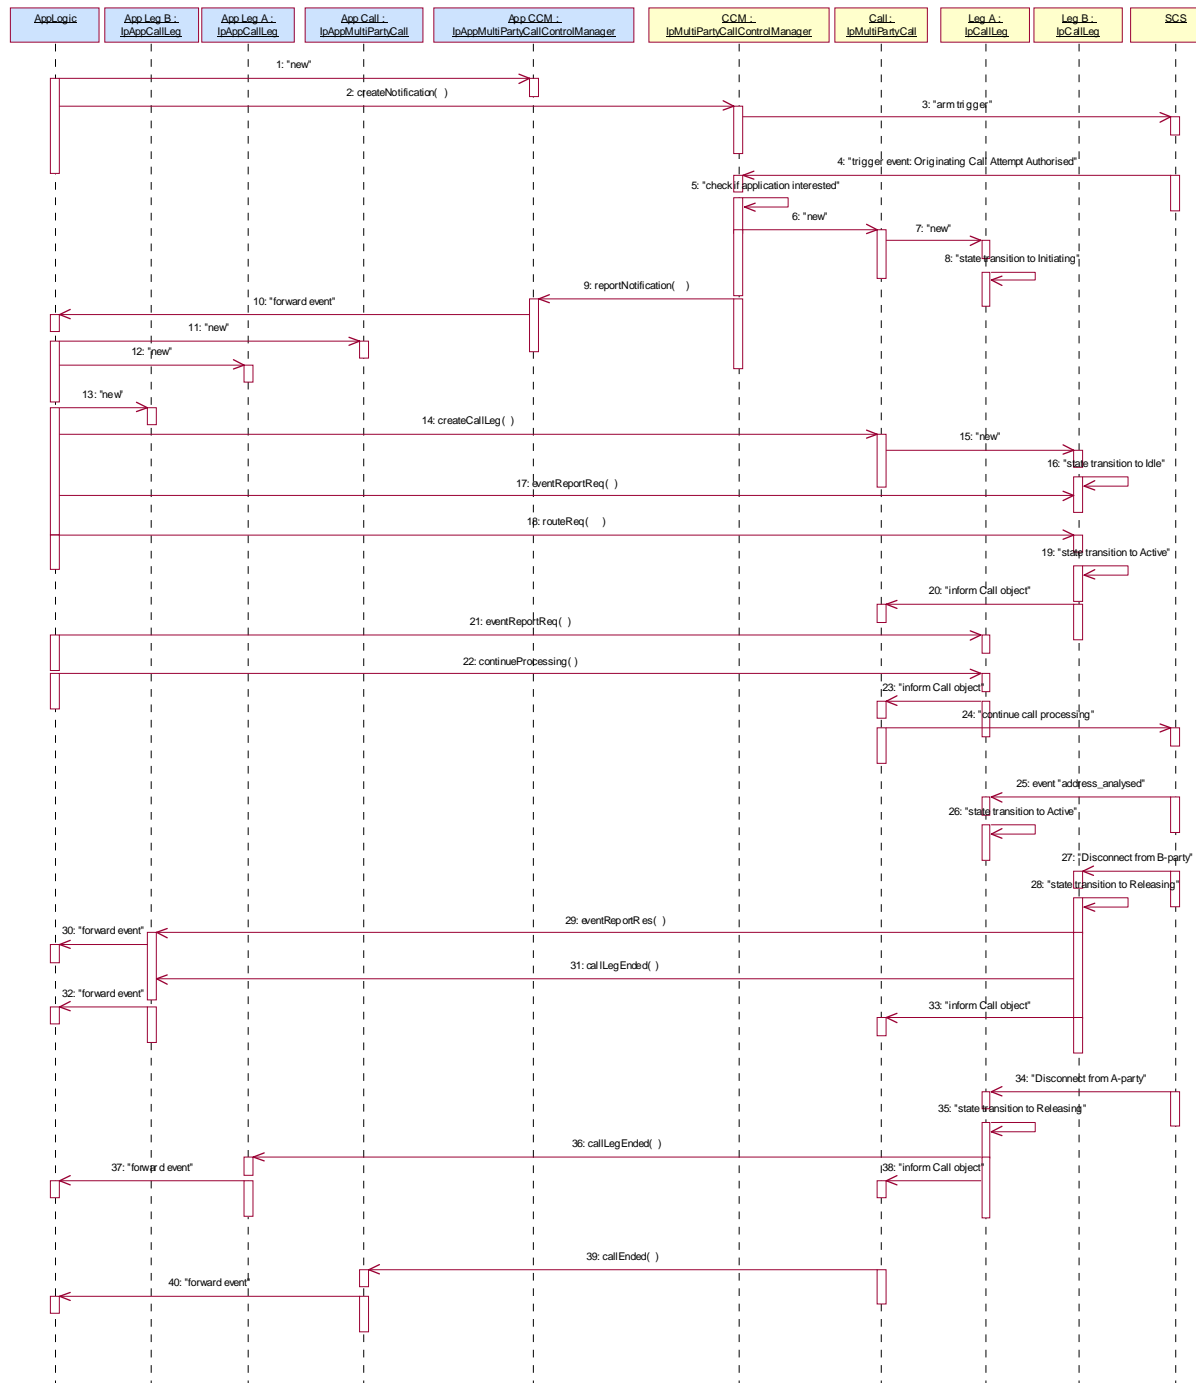 AppLogic
App Leg B :
IpAppCallLeg
App Leg A :
IpAppCallLeg
App Call :
IpAppMultiPartyCall
App CCM :
IpAppMultiPartyCallControlManager
CCM :
IpMultiPartyCallControlManager
Call :
IpMultiPartyCall
Leg A :
IpCallLeg
Leg B :
IpCallLeg
SCS
1: "new"
2: createNotification( )
3: "arm trigger"
4: "trigger event: Originating Call Attempt Authorised"
5: "check if application interested"
6: "new"
7: "new"
8: "state transition to Initiating"
9: reportNotification( )
10: "forward event"
11: "new"
12: "new"
13: "new"
14: createCallLeg( )
15: "new"
16: "state transition to Idle"
17: eventReportReq( )
18: routeReq( )
19: "state transition to Active"
20: "inform Call object"
21: eventReportReq( )
22: continueProcessing( )
23: "inform Call object"
24: "continue call processing"
25: event "address_analysed"
26: "state transition to Active"
27: "Disconnect from B-party"
28: "state transition to Releasing"
29: eventReportRes( )
30: "forward event"
31: callLegEnded( )
32: "forward event"
33: "inform Call object"
34: "Disconnect from A-party"
35: "state transition to Releasing"
36: callLegEnded( )
37: "forward event"
38: "inform Call object"
39: callEnded( )
40: "forward event"